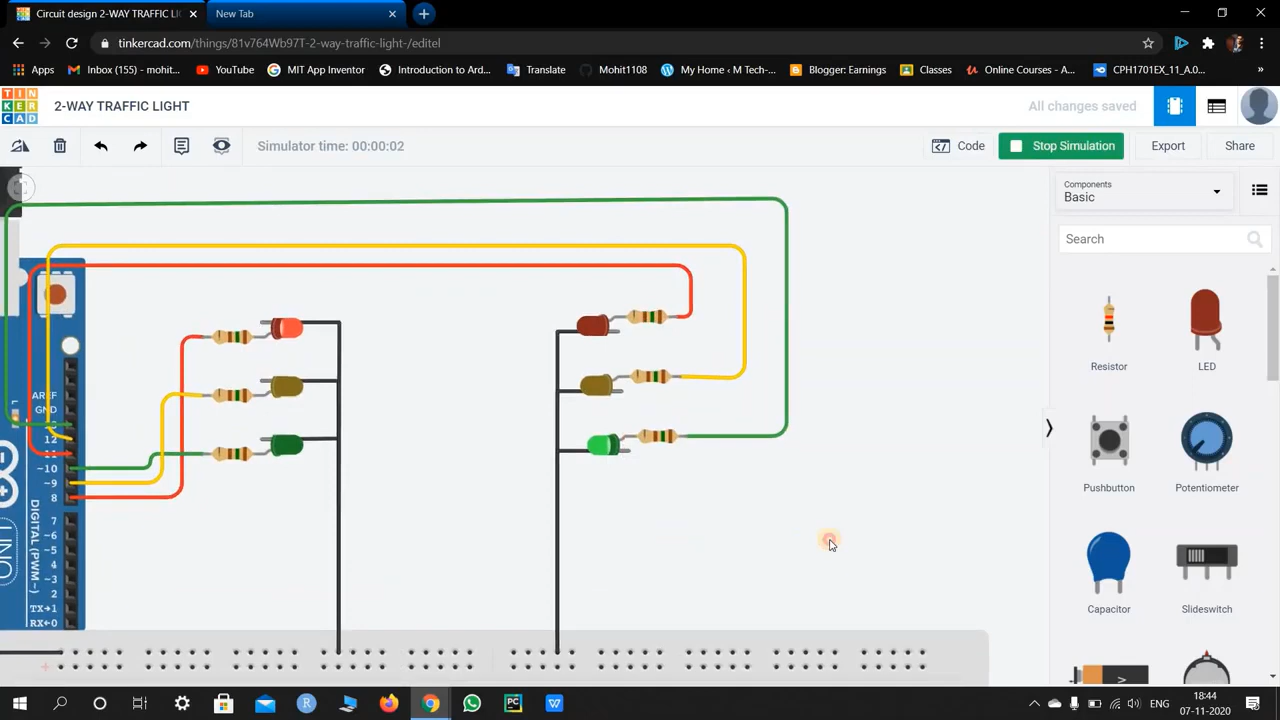 Circuit design 2-WAY TRAFFIC LI
New Tab
tinkercad.com/things/81v764Wb97T-2-way-traffic-light-/editel
Apps
Inbox (155) - mohit...
YouTube
MIT App Inventor
Introduction to Ard...
Translate
Mohit1108
My Home ‹ M Tech-...
Blogger: Earnings
Classes
Online Courses - A...
CPH1701EX_11_A.0...
TIN
KER
CAD
2-WAY TRAFFIC LIGHT
All changes saved
Simulator time: 00:00:02
Code
Stop Simulation
Export
Share
Components
Basic
Search
Resistor
LED
Pushbutton
Potentiometer
Capacitor
Slideswitch
AREF
GND
12
~10
~9
8
7
~6
~5
4
~3
2
TX→1
RX←0
L
DIGITAL (PWM~)
UNO
18:44
ENG
07-11-2020